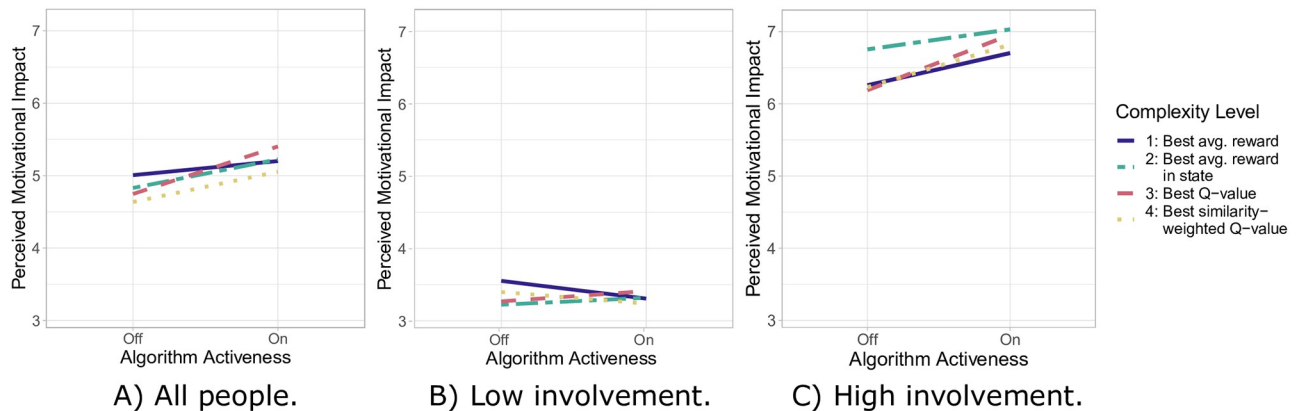 Perceived Motivational Impact
7
6
5
4
3
Off
On
Algorithm Activeness
A) All people.
Perceived Motivational Impact
7
6
5
4
3
Off
On
Algorithm Activeness
B) Low involvement.
Perceived Motivational Impact
7
6
5
4
3
Off
On
Algorithm Activeness
C) High involvement.
Complexity Level
1: Best avg. reward
2: Best avg. reward
in state
3: Best Q−value
4: Best similarity−
weighted Q−value